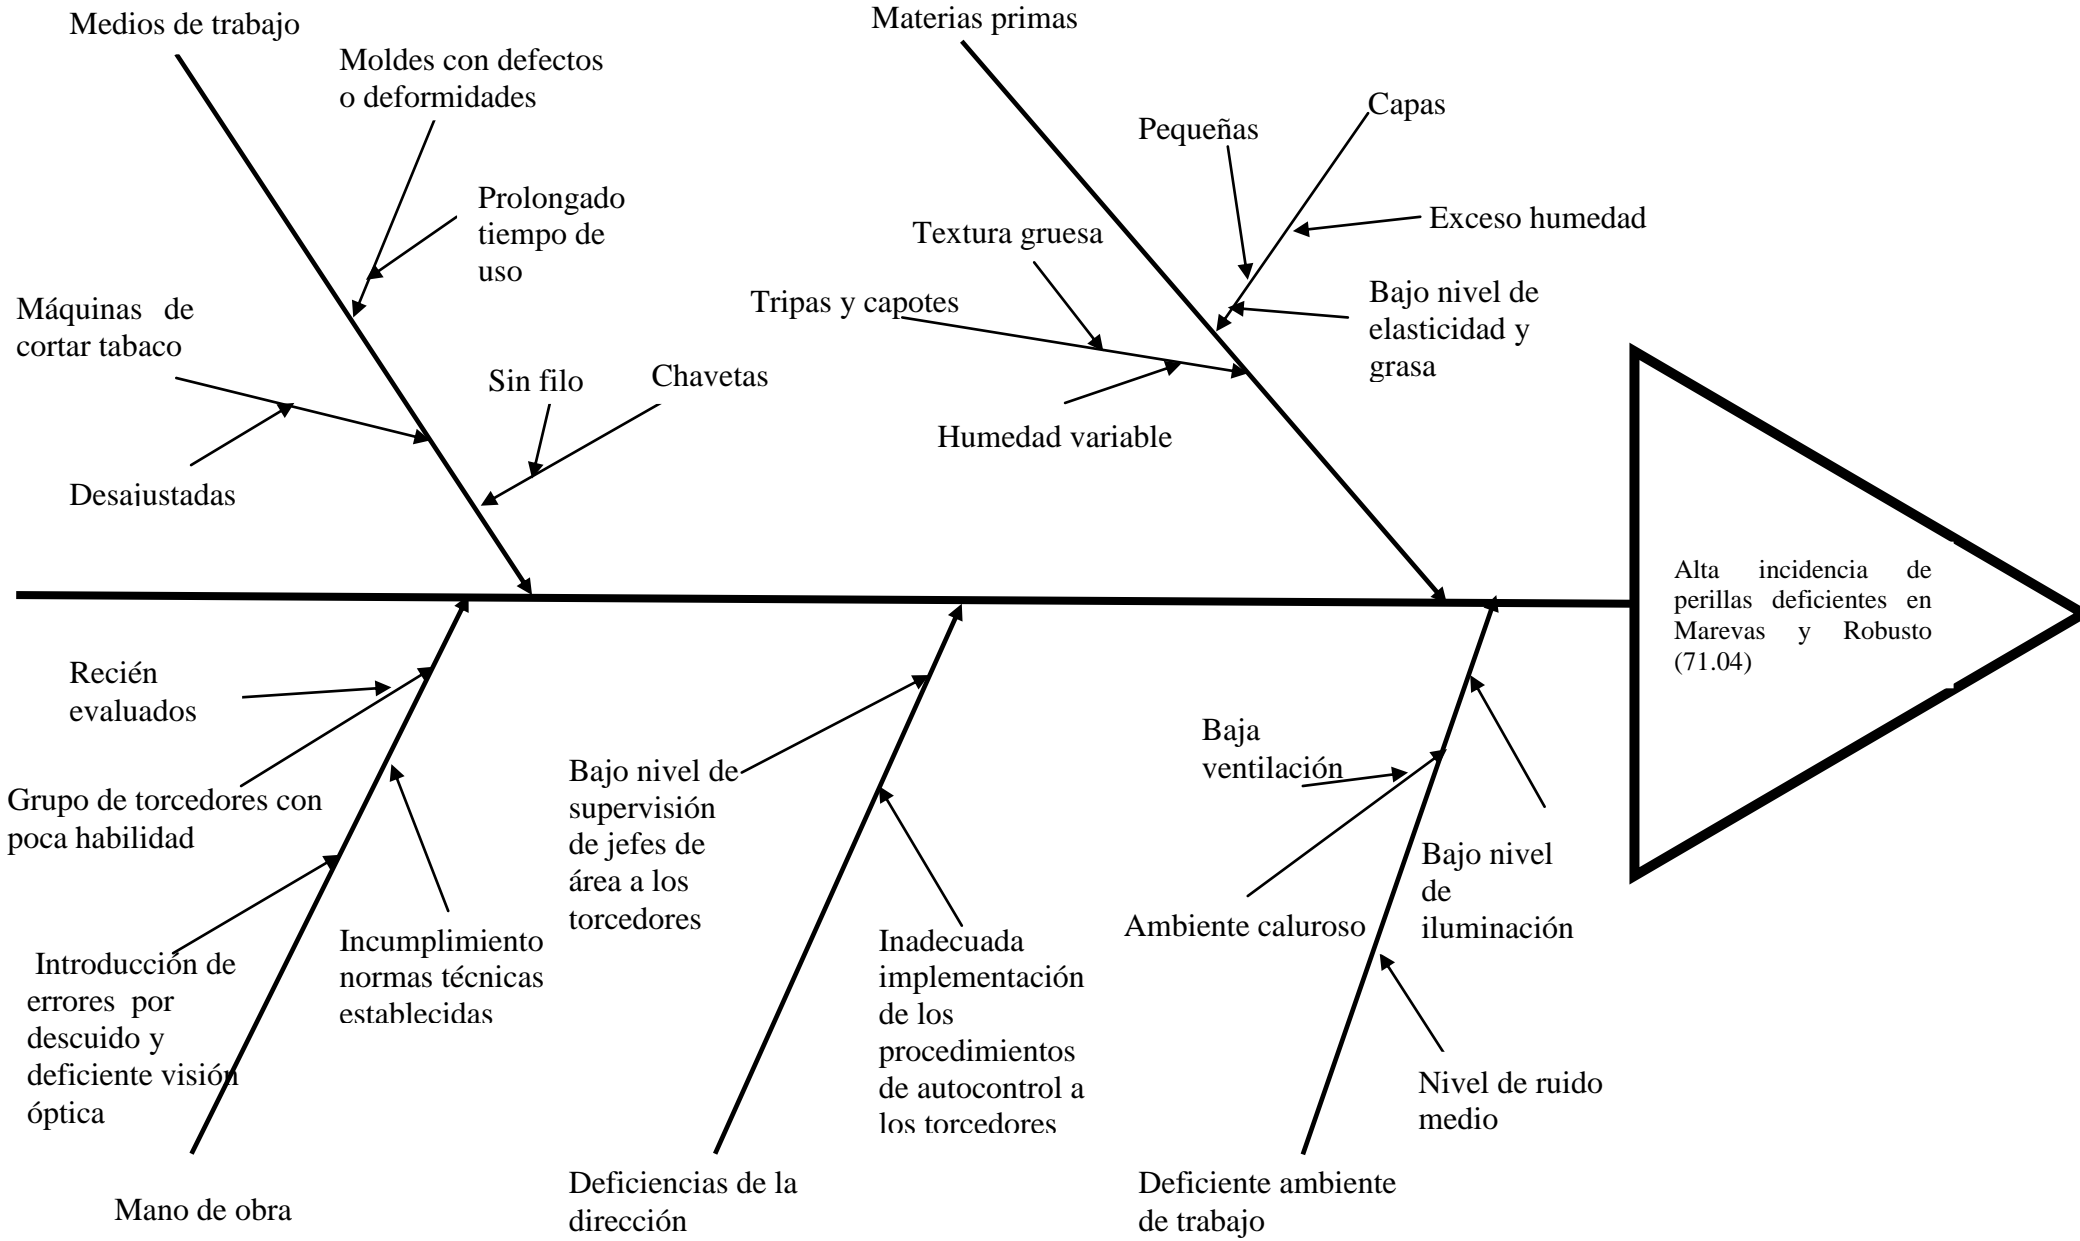 Medios de trabajo
Materias primas
Moldes con defectos
o deformidades
Capas
Pequeñas
Prolongado
tiempo de
uso
Exceso humedad
Textura gruesa
Máquinas de
cortar tabaco
Tripas y capotes
Bajo nivel de
elasticidad y
grasa
Sin filo
Chavetas
Humedad variable
Desajustadas
Alta incidencia de
perillas deficientes en
Marevas y Robusto
(71.04)
Recién
evaluados
Grupo de torcedores con
poca habilidad
Introducción de
errores por
descuido y
deficiente visión
óptica
Incumplimiento
normas técnicas
establecidas
Mano de obra
Bajo nivel de
supervisión
de jefes de
área a los
torcedores
Inadecuada
implementación
de los
procedimientos
de autocontrol a
los torcedores
Deficiencias de la
dirección
Baja
ventilación
Ambiente caluroso
Bajo nivel
de
iluminación
Nivel de ruido
medio
Deficiente ambiente
de trabajo